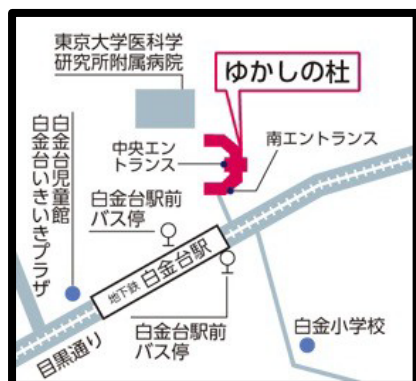 東京大学医科学
研究所附属病院
ゆかしの杜
中央エン
トランス
南エントランス
白金台児童館
白金台いきいきプラザ
白金台駅前
バス停
地下鉄 白金台駅
白金台駅前
バス停
目黒通り
白金小学校